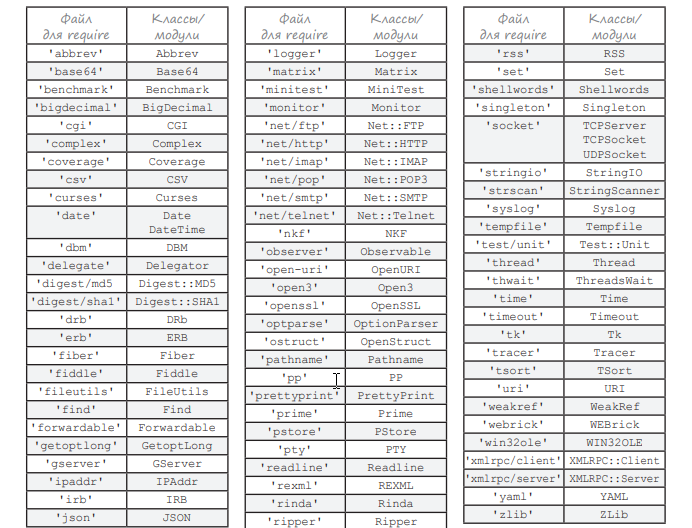 Файл для require Классы/ модули
'abbrev' Abbrev
'base64' Base64
'benchmark' Benchmark
'bigdecimal' BigDecimal
'cgi' CGI
'complex' Complex
'coverage' Coverage
'csv' CSV
'curses' Curses
'date' Date
DateTime
'dbm' DBM
'delegate' Delegator
'digest/md5 Digest::MD5
'digest/sha1' Digest::SHA1
'drb' DRb
'erb' ERB
'fiber' Fiber
'fiddle' Fiddle
'fileutils' FileUtils
'find' Find
'forwardable' Forwardable
'getoptlong' GetoptLong
'gserver' GServer
'ipaddr' IPAddr
'irb' IRB
'json' JSON
Файл для require Классы/ модули
'logger' Logger
'matrix' Matrix
'minitest' MiniTest
'monitor' Monitor
'net/ftp' Net::FTP
'net/http' Net::HTTP
'net/imap' Net::IMAP
'net/pop' Net::POP3
'net/smtp' Net::SMTP
'net/telnet' Net::Telnet
'nkf' NKF
'observer' Observable
'open-uri' OpenURI
'open3' Open3
'openssl' OpenSSL
'optparse' OptionParser
'ostruct' OpenStruct
'pathname' Pathname
'pp' PP
'prettyprint' PrettyPrint
'prime' Prime
'pstore' PStore
'pty' PTY
'readline' Readline
'rexml' REXML
'rinda' Rinda
'ripper' Ripper
Файл для require Классы/ модули
'rss' RSS
'set' Set
'shellwords' Shellwords
'singleton' Singleton
'socket' TCPServer
TCPSocket
UDPSocket
'stringio' StringIO
'strscan' StringScanner
'syslog' Syslog
'tempfile' Tempfile
'test/unit' Test::Unit
'thread' Thread
'thwait' ThreadsWait
'time' Time
'timeout' Timeout
'tk' Tk
'tracer' Tracer
'tsort' TSort
'uri' URI
'weakref' WeakRef
'webrick' WEBrick
'win32ole' WIN32OLE
'xmlrpc/client' XMLRPC::Client
'xmlrpc/server' XMLRPC::Server
'yaml' YAML
'zlib' ZLib